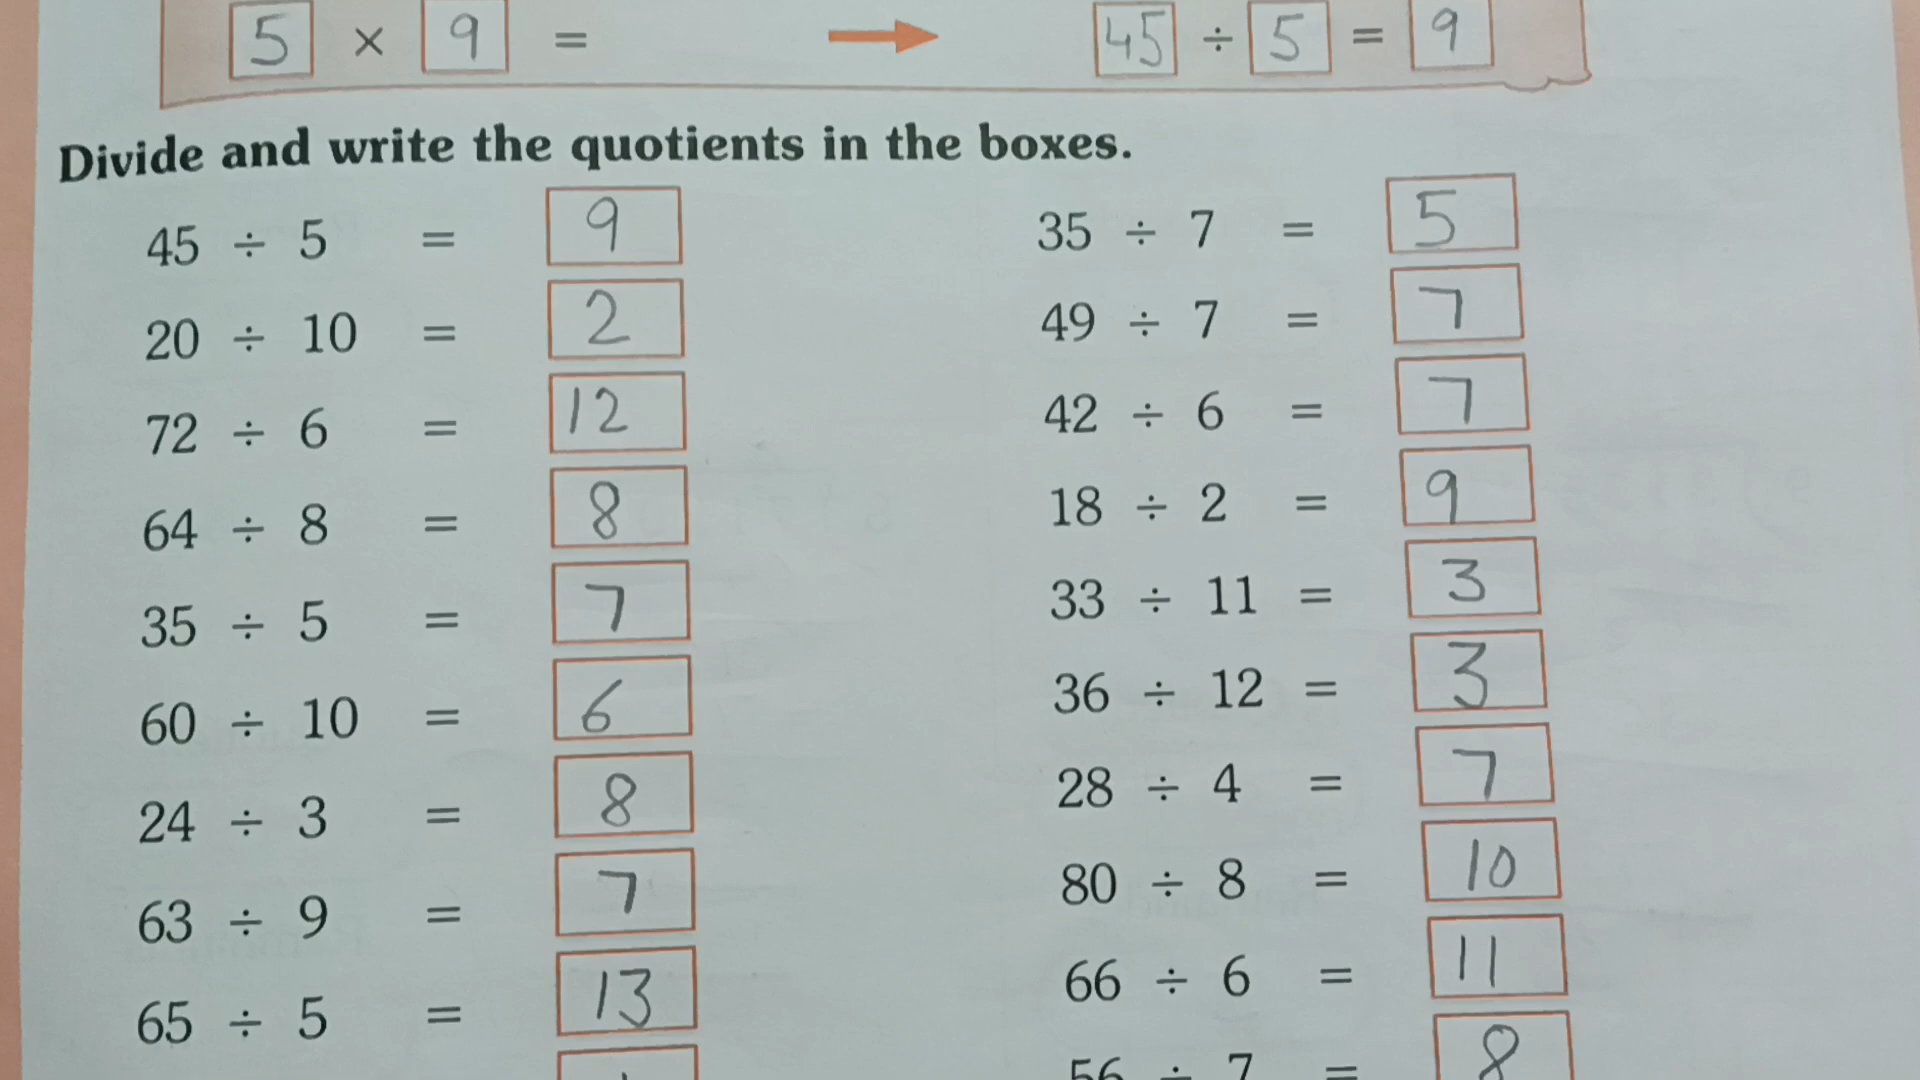 5 × 9 = → 45 ÷ 5 = 9
Divide and write the quotients in the boxes.
45 ÷ 5 = 9
20 ÷ 10 = 2
72 ÷ 6 = 12
64 ÷ 8 = 8
35 ÷ 5 = 7
60 ÷ 10 = 6
24 ÷ 3 = 8
63 ÷ 9 = 7
65 ÷ 5 = 13
35 ÷ 7 = 5
49 ÷ 7 = 7
42 ÷ 6 = 7
18 ÷ 2 = 9
33 ÷ 11 = 3
36 ÷ 12 = 3
28 ÷ 4 = 7
80 ÷ 8 = 10
66 ÷ 6 = 11
56 ÷ 7 = 8